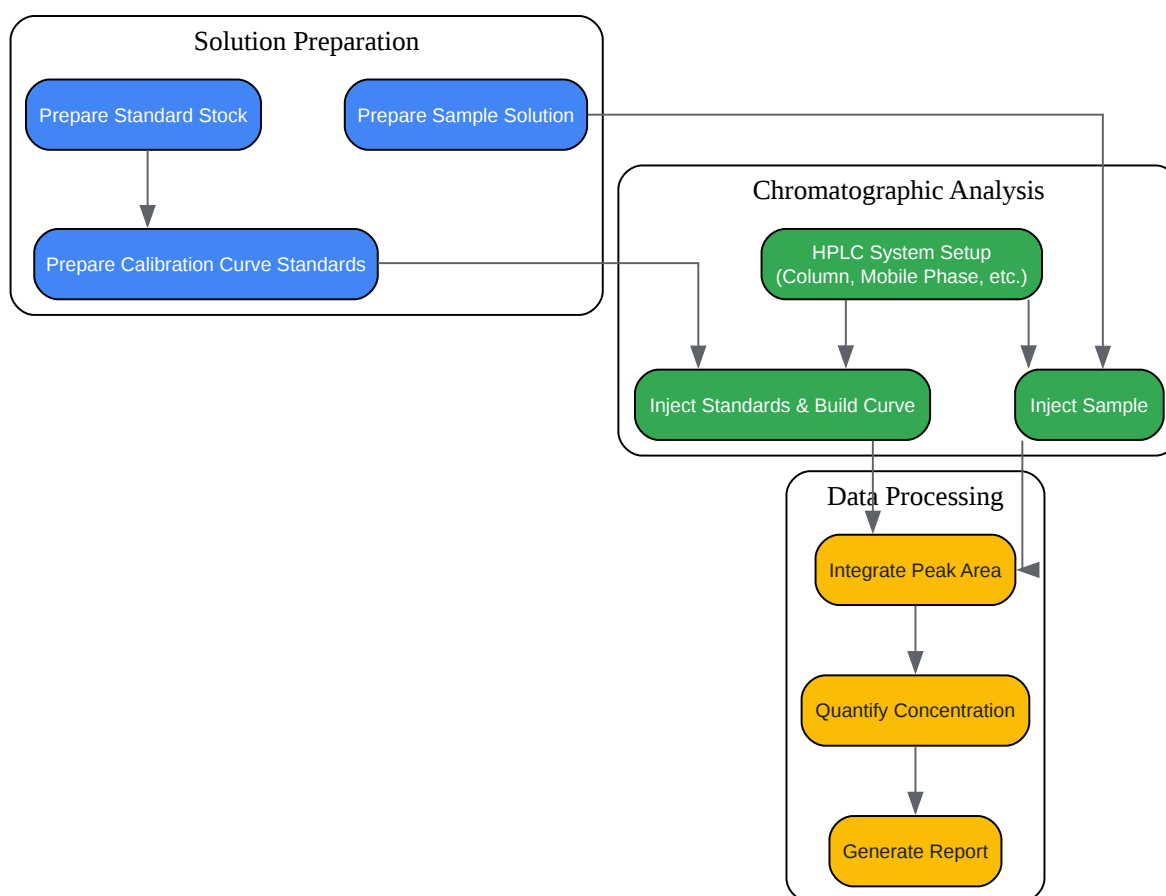 Solution Preparation
Prepare Standard Stock
Prepare Sample Solution
Prepare Calibration Curve Standards
Chromatographic Analysis
HPLC System Setup
(Column, Mobile Phase, etc.)
Inject Standards & Build Curve
Inject Sample
Data Processing
Integrate Peak Area
Quantify Concentration
Generate Report